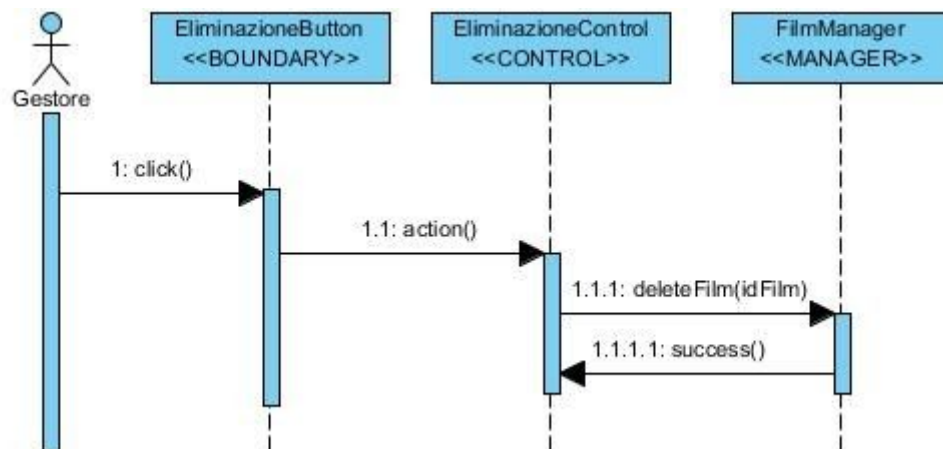 EliminazioneButton
<<BOUNDARY>>
EliminazioneControl
<<CONTROL>>
FilmManager
<<MANAGER>>
Gestore
1: click()
1.1: action()
1.1.1: deleteFilm(idFilm)
1.1.1.1: success()